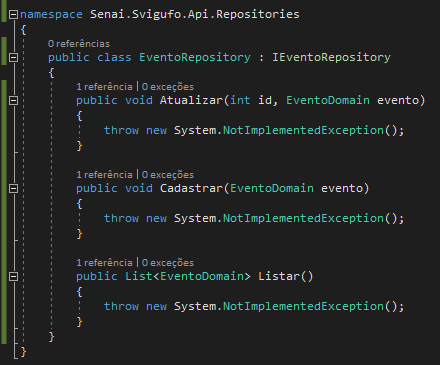 namespace Senai.Svigufo.Api.Repositories
{
0 referências
public class EventoRepository : IEventoRepository
{
1 referência | 0 exceções
public void Atualizar(int id, EventoDomain evento)
{
throw new System.NotImplementedException();
}
1 referência | 0 exceções
public void Cadastrar(EventoDomain evento)
{
throw new System.NotImplementedException();
}
1 referência | 0 exceções
public List<EventoDomain> Listar()
{
throw new System.NotImplementedException();
}
}
}